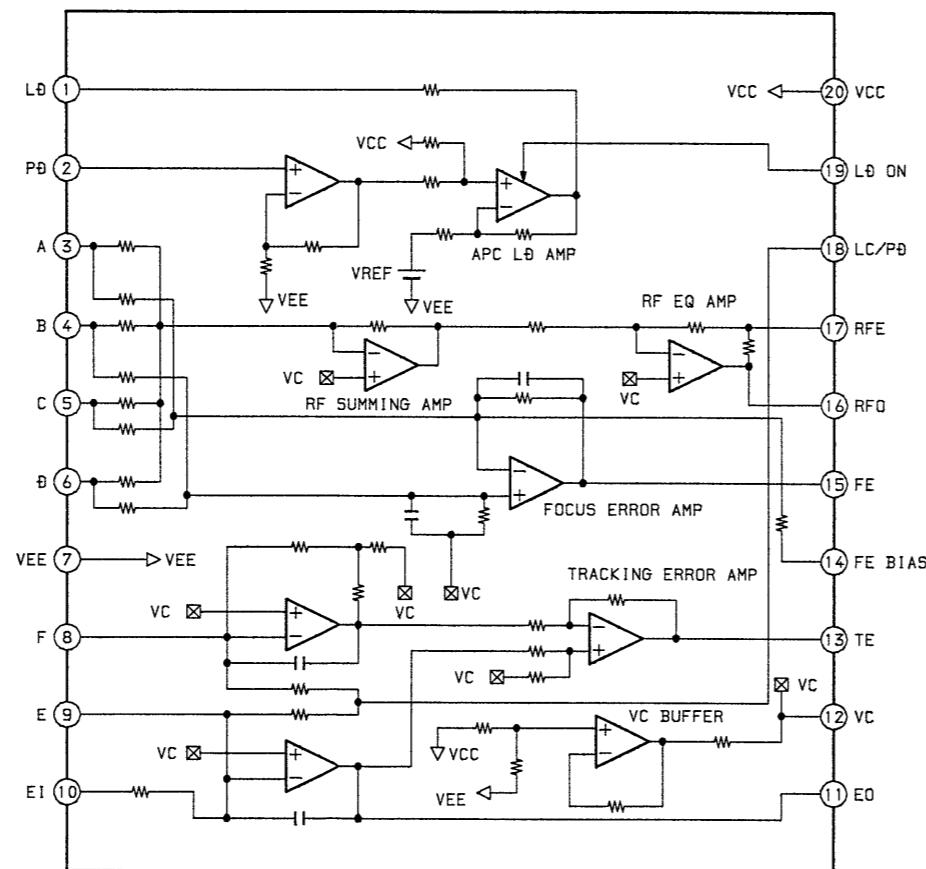 LD 1
VCC 20 VCC
PD 2
VCC
19 LD ON
+
−
+
−
A 3
APC LD AMP
18 LC/PD
VREF
VEE
VEE
RF EQ AMP
B 4
17 RFE
−
+
VC
−
+
VC
C 5
RF SUMMING AMP
16 RFO
D 6
−
+
15 FE
FOCUS ERROR AMP
VEE 7 VEE
14 FE BIAS
TRACKING ERROR AMP
VC
VC
VC
+
−
F 8
−
+
13 TE
VC
VC
E 9
VC BUFFER
12 VC
VC
+
−
VCC
+
−
VEE
EI 10
11 EO